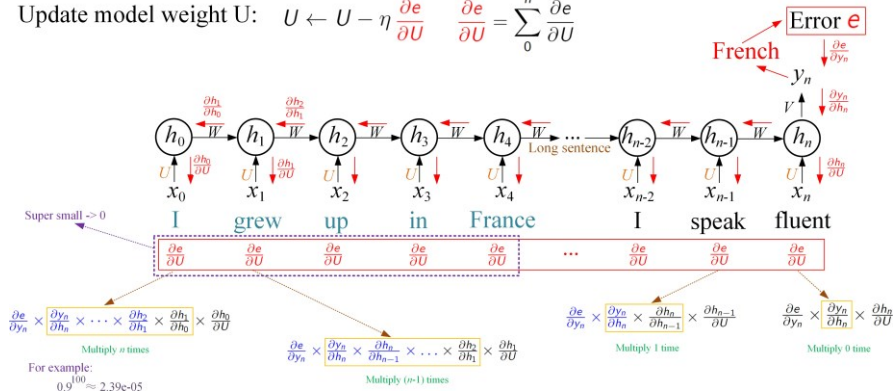 Update model weight U: U ← U − η ∂e/∂U ∂e/∂U = ∑ 0 ∂e/∂U
Error e
French
∂e/∂yₙ
yₙ
V
∂yₙ/∂hₙ
∂h₁/∂h₀ ∂h₂/∂h₁
h₀ W h₁ W h₂ W h₃ W h₄ W ... hₙ₋₂ W hₙ₋₁ W hₙ
Long sentence
U ∂h₀/∂U U ∂h₁/∂U U U U U U U ∂hₙ/∂U
x₀ x₁ x₂ x₃ x₄ xₙ₋₂ xₙ₋₁ xₙ
I grew up in France I speak fluent
Super small -> 0
∂e/∂U ∂e/∂U ∂e/∂U ∂e/∂U ∂e/∂U ... ∂e/∂U ∂e/∂U ∂e/∂U
∂e/∂yₙ × ∂yₙ/∂hₙ × ··· × ∂h₂/∂h₁ × ∂h₁/∂h₀ × ∂h₀/∂U
Multiply n times
∂e/∂yₙ × ∂yₙ/∂hₙ × ∂hₙ/∂hₙ₋₁ × ... × ∂h₂/∂h₁ × ∂h₁/∂U
Multiply (n-1) times
∂e/∂yₙ × ∂yₙ/∂hₙ × ∂hₙ/∂hₙ₋₁ × ∂hₙ₋₁/∂U
Multiply 1 time
∂e/∂yₙ × ∂yₙ/∂hₙ × ∂hₙ/∂U
Multiply 0 time
For example:
0.9¹⁰⁰ ≈ 2.39e-05